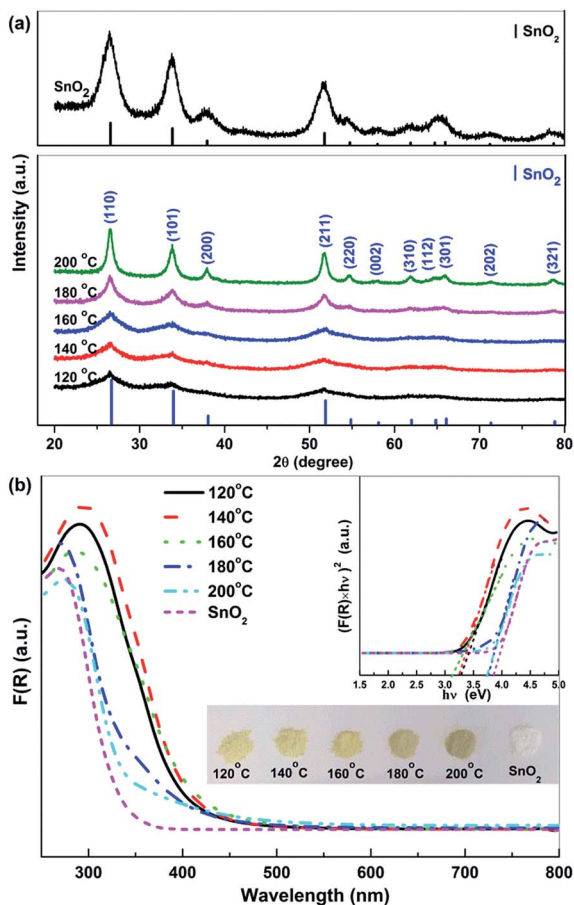 (a)
| SnO2
SnO2
Intensity (a.u.)
| SnO2
(110)
(101)
(200)
(211)
(220)
(002)
(310)
(112)
(301)
(202)
(321)
200 °C
180 °C
160 °C
140 °C
120 °C
20 30 40 50 60 70 80
2θ (degree)
(b)
120°C
140°C
160°C
180°C
200°C
SnO2
F(R) (a.u.)
(F(R)×hν)² (a.u.)
1.5 2.0 2.5 3.0 3.5 4.0 4.5 5.0
hν (eV)
120°C 140°C 160°C 180°C 200°C SnO2
300 400 500 600 700 800
Wavelength (nm)